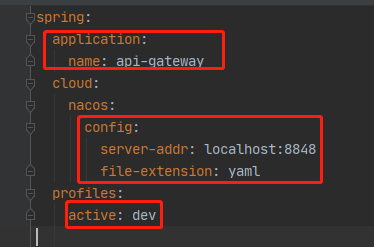 spring:
application:
name: api-gateway
cloud:
nacos:
config:
server-addr: localhost:8848
file-extension: yaml
profiles:
active: dev